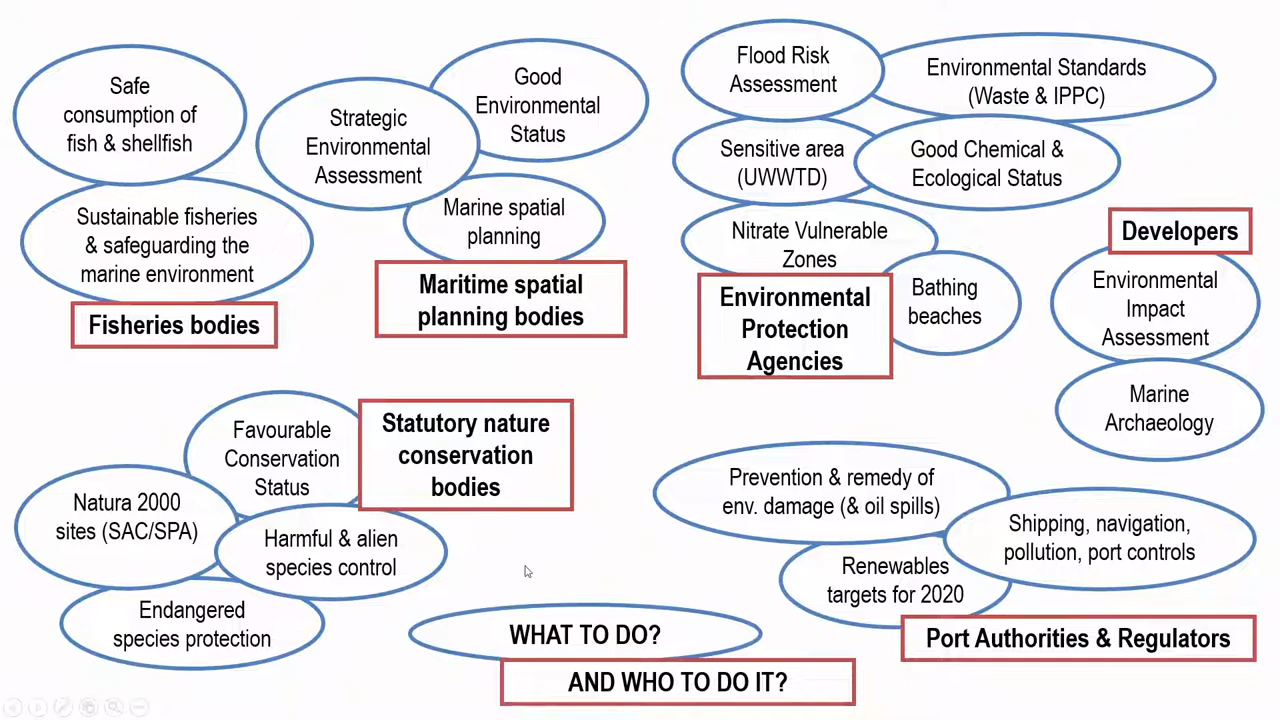 Safe
consumption of
fish & shellfish
Sustainable fisheries
& safeguarding the
marine environment
Fisheries bodies
Strategic
Environmental
Assessment
Good
Environmental
Status
Marine spatial
planning
Maritime spatial
planning bodies
Flood Risk
Assessment
Environmental Standards
(Waste & IPPC)
Sensitive area
(UWWTD)
Good Chemical &
Ecological Status
Nitrate Vulnerable
Zones
Bathing
beaches
Environmental
Protection
Agencies
Developers
Environmental
Impact
Assessment
Marine
Archaeology
Favourable
Conservation
Status
Statutory nature
conservation
bodies
Natura 2000
sites (SAC/SPA)
Harmful & alien
species control
Endangered
species protection
Prevention & remedy of
env. damage (& oil spills)
Shipping, navigation,
pollution, port controls
Renewables
targets for 2020
Port Authorities & Regulators
WHAT TO DO?
AND WHO TO DO IT?